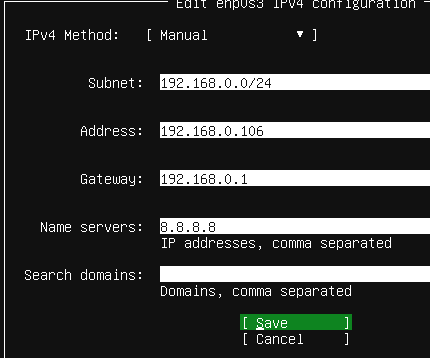 Edit enp0s3 IPv4 configuration
IPv4 Method: [ Manual ▼ ]
Subnet: 192.168.0.0/24
Address: 192.168.0.106
Gateway: 192.168.0.1
Name servers: 8.8.8.8
IP addresses, comma separated
Search domains:
Domains, comma separated
[ Save ]
[ Cancel ]